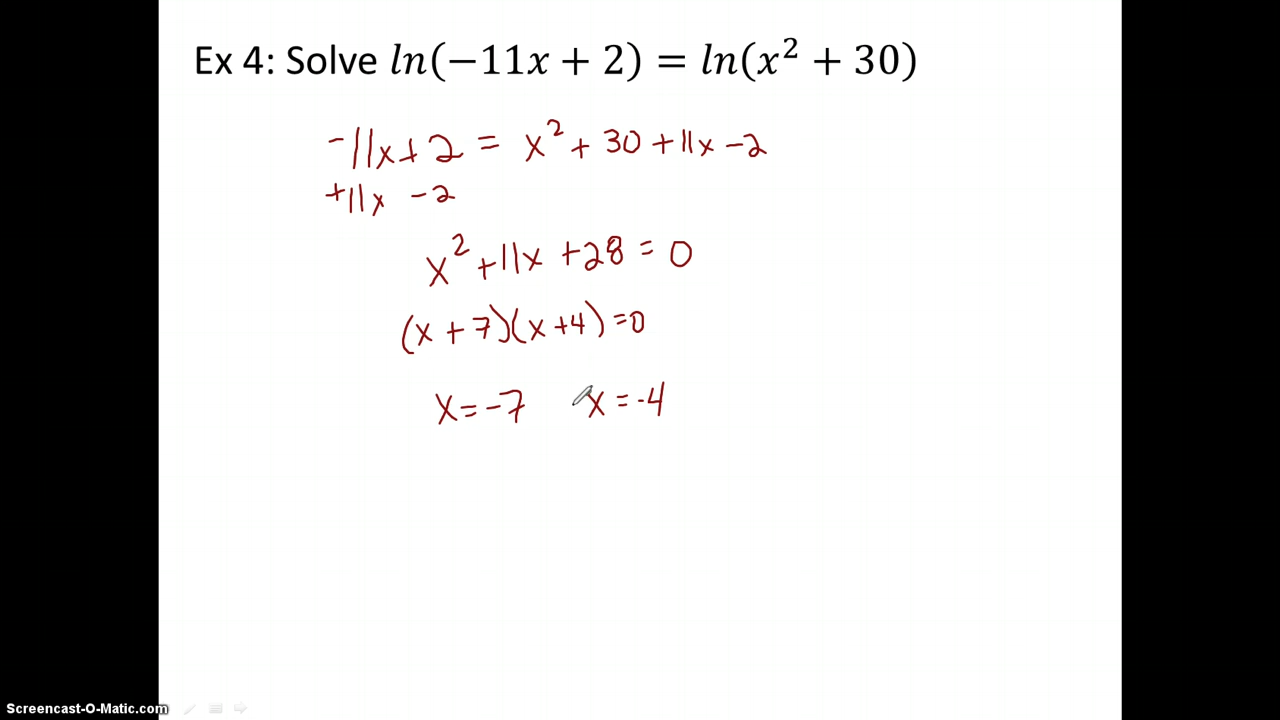 Ex 4: Solve ln(−11x + 2) = ln(x² + 30)
-11x + 2 = x² + 30 + 11x - 2
+11x - 2
x² + 11x + 28 = 0
(x + 7)(x + 4) = 0
x = -7 x = -4
Screencast-O-Matic.com